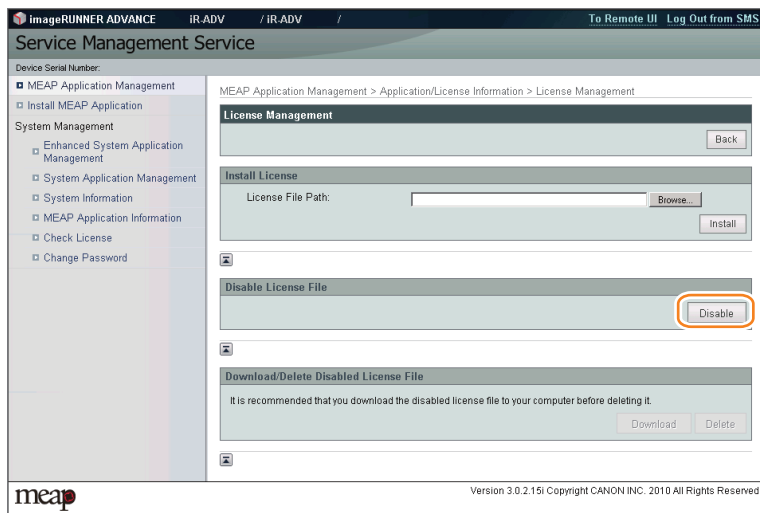 imageRUNNER ADVANCE iR-ADV / iR-ADV /
To Remote UI Log Out from SMS
Service Management Service
Device Serial Number:
MEAP Application Management
Install MEAP Application
System Management
Enhanced System Application
Management
System Application Management
System Information
MEAP Application Information
Check License
Change Password
MEAP Application Management > Application/License Information > License Management
License Management
Back
Install License
License File Path:
Browse...
Install
Disable License File
Disable
Download/Delete Disabled License File
It is recommended that you download the disabled license file to your computer before deleting it.
Download Delete
meap
Version 3.0.2.15i Copyright CANON INC. 2010 All Rights Reserved